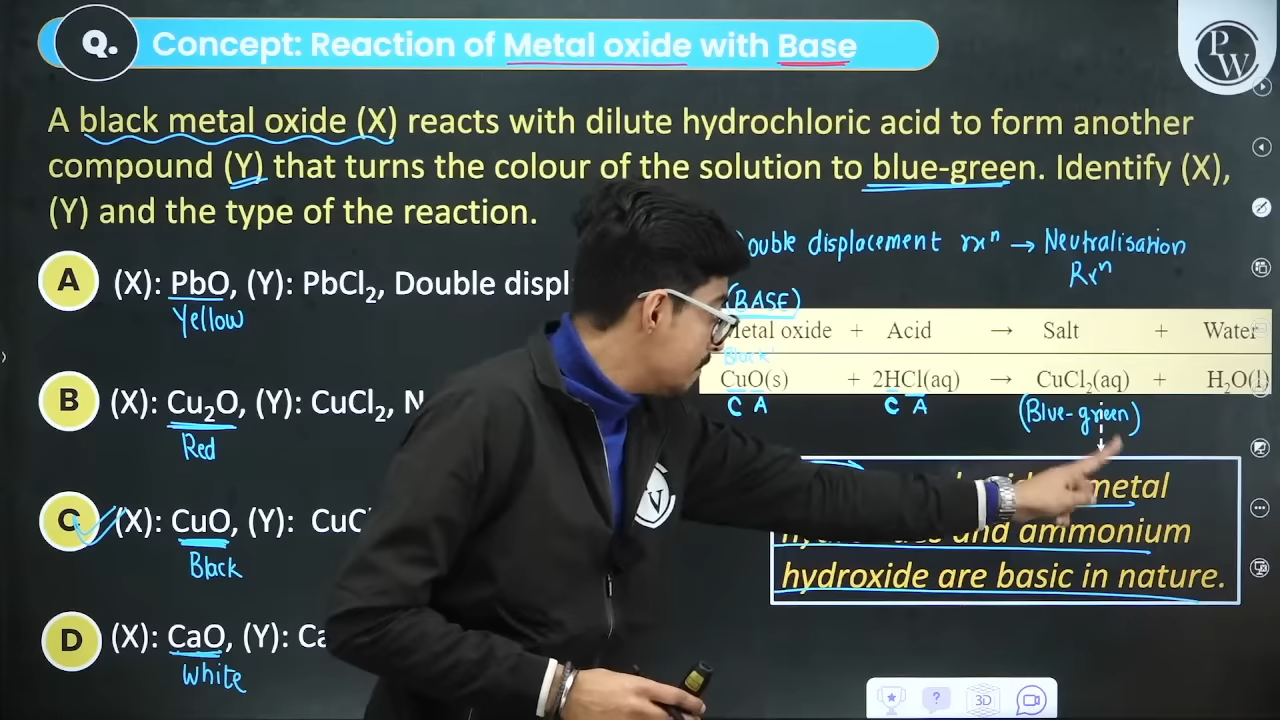 Q. Concept: Reaction of Metal oxide with Base
PW
A black metal oxide (X) reacts with dilute hydrochloric acid to form another
compound (Y) that turns the colour of the solution to blue-green. Identify (X),
(Y) and the type of the reaction.
A (X): PbO, (Y): PbCl₂, Double displ
Yellow
B (X): Cu₂O, (Y): CuCl₂, N
Red
C (X): CuO, (Y): CuCl
Black
D (X): CaO, (Y): Ca
White
ouble displacement rxⁿ → Neutralisation
Rxⁿ
(BASE)
Metal oxide + Acid → Salt + Water
Black
CuO(s) + 2HCl(aq) → CuCl₂(aq) + H₂O(l)
C A C A
(Blue-green)
metal
and ammonium
hydroxide are basic in nature.
? 3D